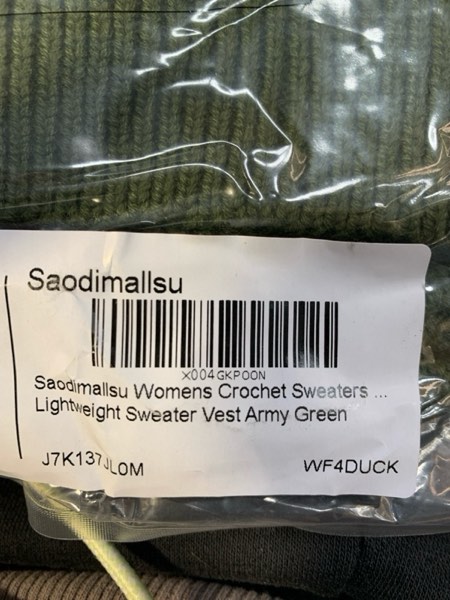 Saodimallsu
X004GKP0ON
Saodimallsu Womens Crochet Sweaters ...
Lightweight Sweater Vest Army Green
J7K137JL0M
WF4DUCK